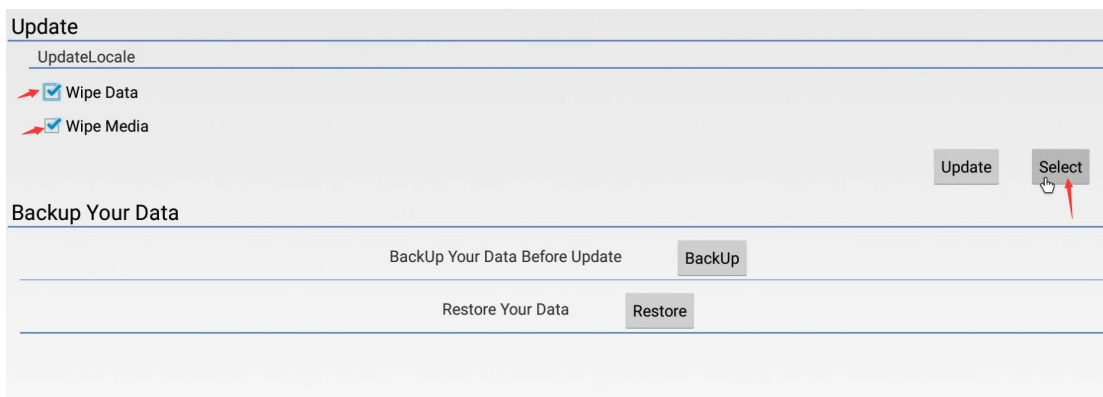 Update
UpdateLocale
Wipe Data
Wipe Media
Update Select
Backup Your Data
BackUp Your Data Before Update BackUp
Restore Your Data Restore